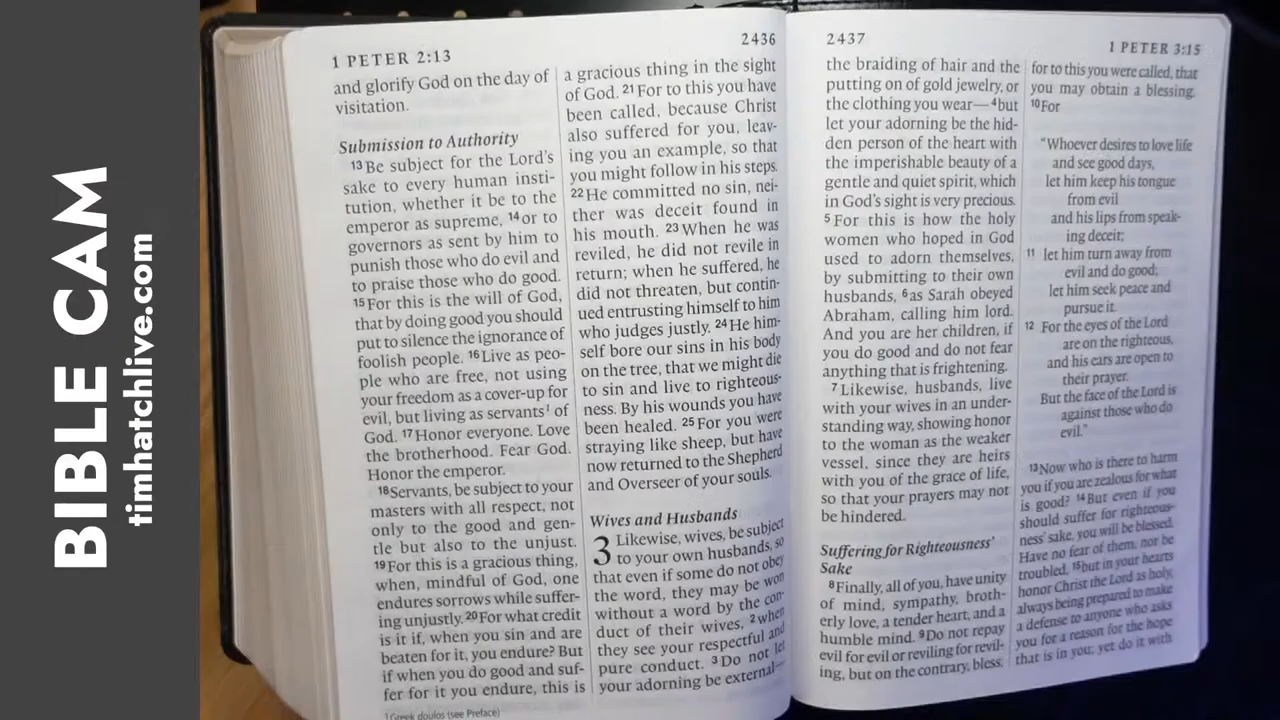 BIBLE CAM
timhatchlive.com
1 PETER 2:13
2436
and glorify God on the day of
visitation.
Submission to Authority
13 Be subject for the Lord's
sake to every human insti-
tution, whether it be to the
emperor as supreme, 14 or to
governors as sent by him to
punish those who do evil and
to praise those who do good.
15 For this is the will of God,
that by doing good you should
put to silence the ignorance of
foolish people. 16 Live as peo-
ple who are free, not using
your freedom as a cover-up for
evil, but living as servants1 of
God. 17 Honor everyone. Love
the brotherhood. Fear God.
Honor the emperor.
18 Servants, be subject to your
masters with all respect, not
only to the good and gen-
tle but also to the unjust.
19 For this is a gracious thing,
when, mindful of God, one
endures sorrows while suffer-
ing unjustly. 20 For what credit
is it if, when you sin and are
beaten for it, you endure? But
if when you do good and suf-
fer for it you endure, this is
1 Greek doulos (see Preface)
a gracious thing in the sight
of God. 21 For to this you have
been called, because Christ
also suffered for you, leav-
ing you an example, so that
you might follow in his steps.
22 He committed no sin, nei-
ther was deceit found in
his mouth. 23 When he was
reviled, he did not revile in
return; when he suffered, he
did not threaten, but contin-
ued entrusting himself to him
who judges justly. 24 He him-
self bore our sins in his body
on the tree, that we might die
to sin and live to righteous-
ness. By his wounds you have
been healed. 25 For you were
straying like sheep, but have
now returned to the Shepherd
and Overseer of your souls.
Wives and Husbands
3 Likewise, wives, be subject
to your own husbands, so
that even if some do not obey
the word, they may be won
without a word by the con-
duct of their wives, 2 when
they see your respectful and
pure conduct. 3 Do not let
your adorning be external—
2437
1 PETER 3:15
the braiding of hair and the
putting on of gold jewelry, or
the clothing you wear— 4 but
let your adorning be the hid-
den person of the heart with
the imperishable beauty of a
gentle and quiet spirit, which
in God's sight is very precious.
5 For this is how the holy
women who hoped in God
used to adorn themselves,
by submitting to their own
husbands, 6 as Sarah obeyed
Abraham, calling him lord.
And you are her children, if
you do good and do not fear
anything that is frightening.
7 Likewise, husbands, live
with your wives in an under-
standing way, showing honor
to the woman as the weaker
vessel, since they are heirs
with you of the grace of life,
so that your prayers may not
be hindered.
Suffering for Righteousness'
Sake
8 Finally, all of you, have unity
of mind, sympathy, broth-
erly love, a tender heart, and a
humble mind. 9 Do not repay
evil for evil or reviling for revil-
ing, but on the contrary, bless,
for to this you were called, that
you may obtain a blessing.
10 For
"Whoever desires to love life
and see good days,
let him keep his tongue
from evil
and his lips from speak-
ing deceit;
11 let him turn away from
evil and do good;
let him seek peace and
pursue it.
12 For the eyes of the Lord
are on the righteous,
and his ears are open to
their prayer.
But the face of the Lord is
against those who do
evil."
13 Now who is there to harm
you if you are zealous for what
is good? 14 But even if you
should suffer for righteous-
ness' sake, you will be blessed.
Have no fear of them, nor be
troubled, 15 but in your hearts
honor Christ the Lord as holy,
always being prepared to make
a defense to anyone who asks
you for a reason for the hope
that is in you; yet do it with